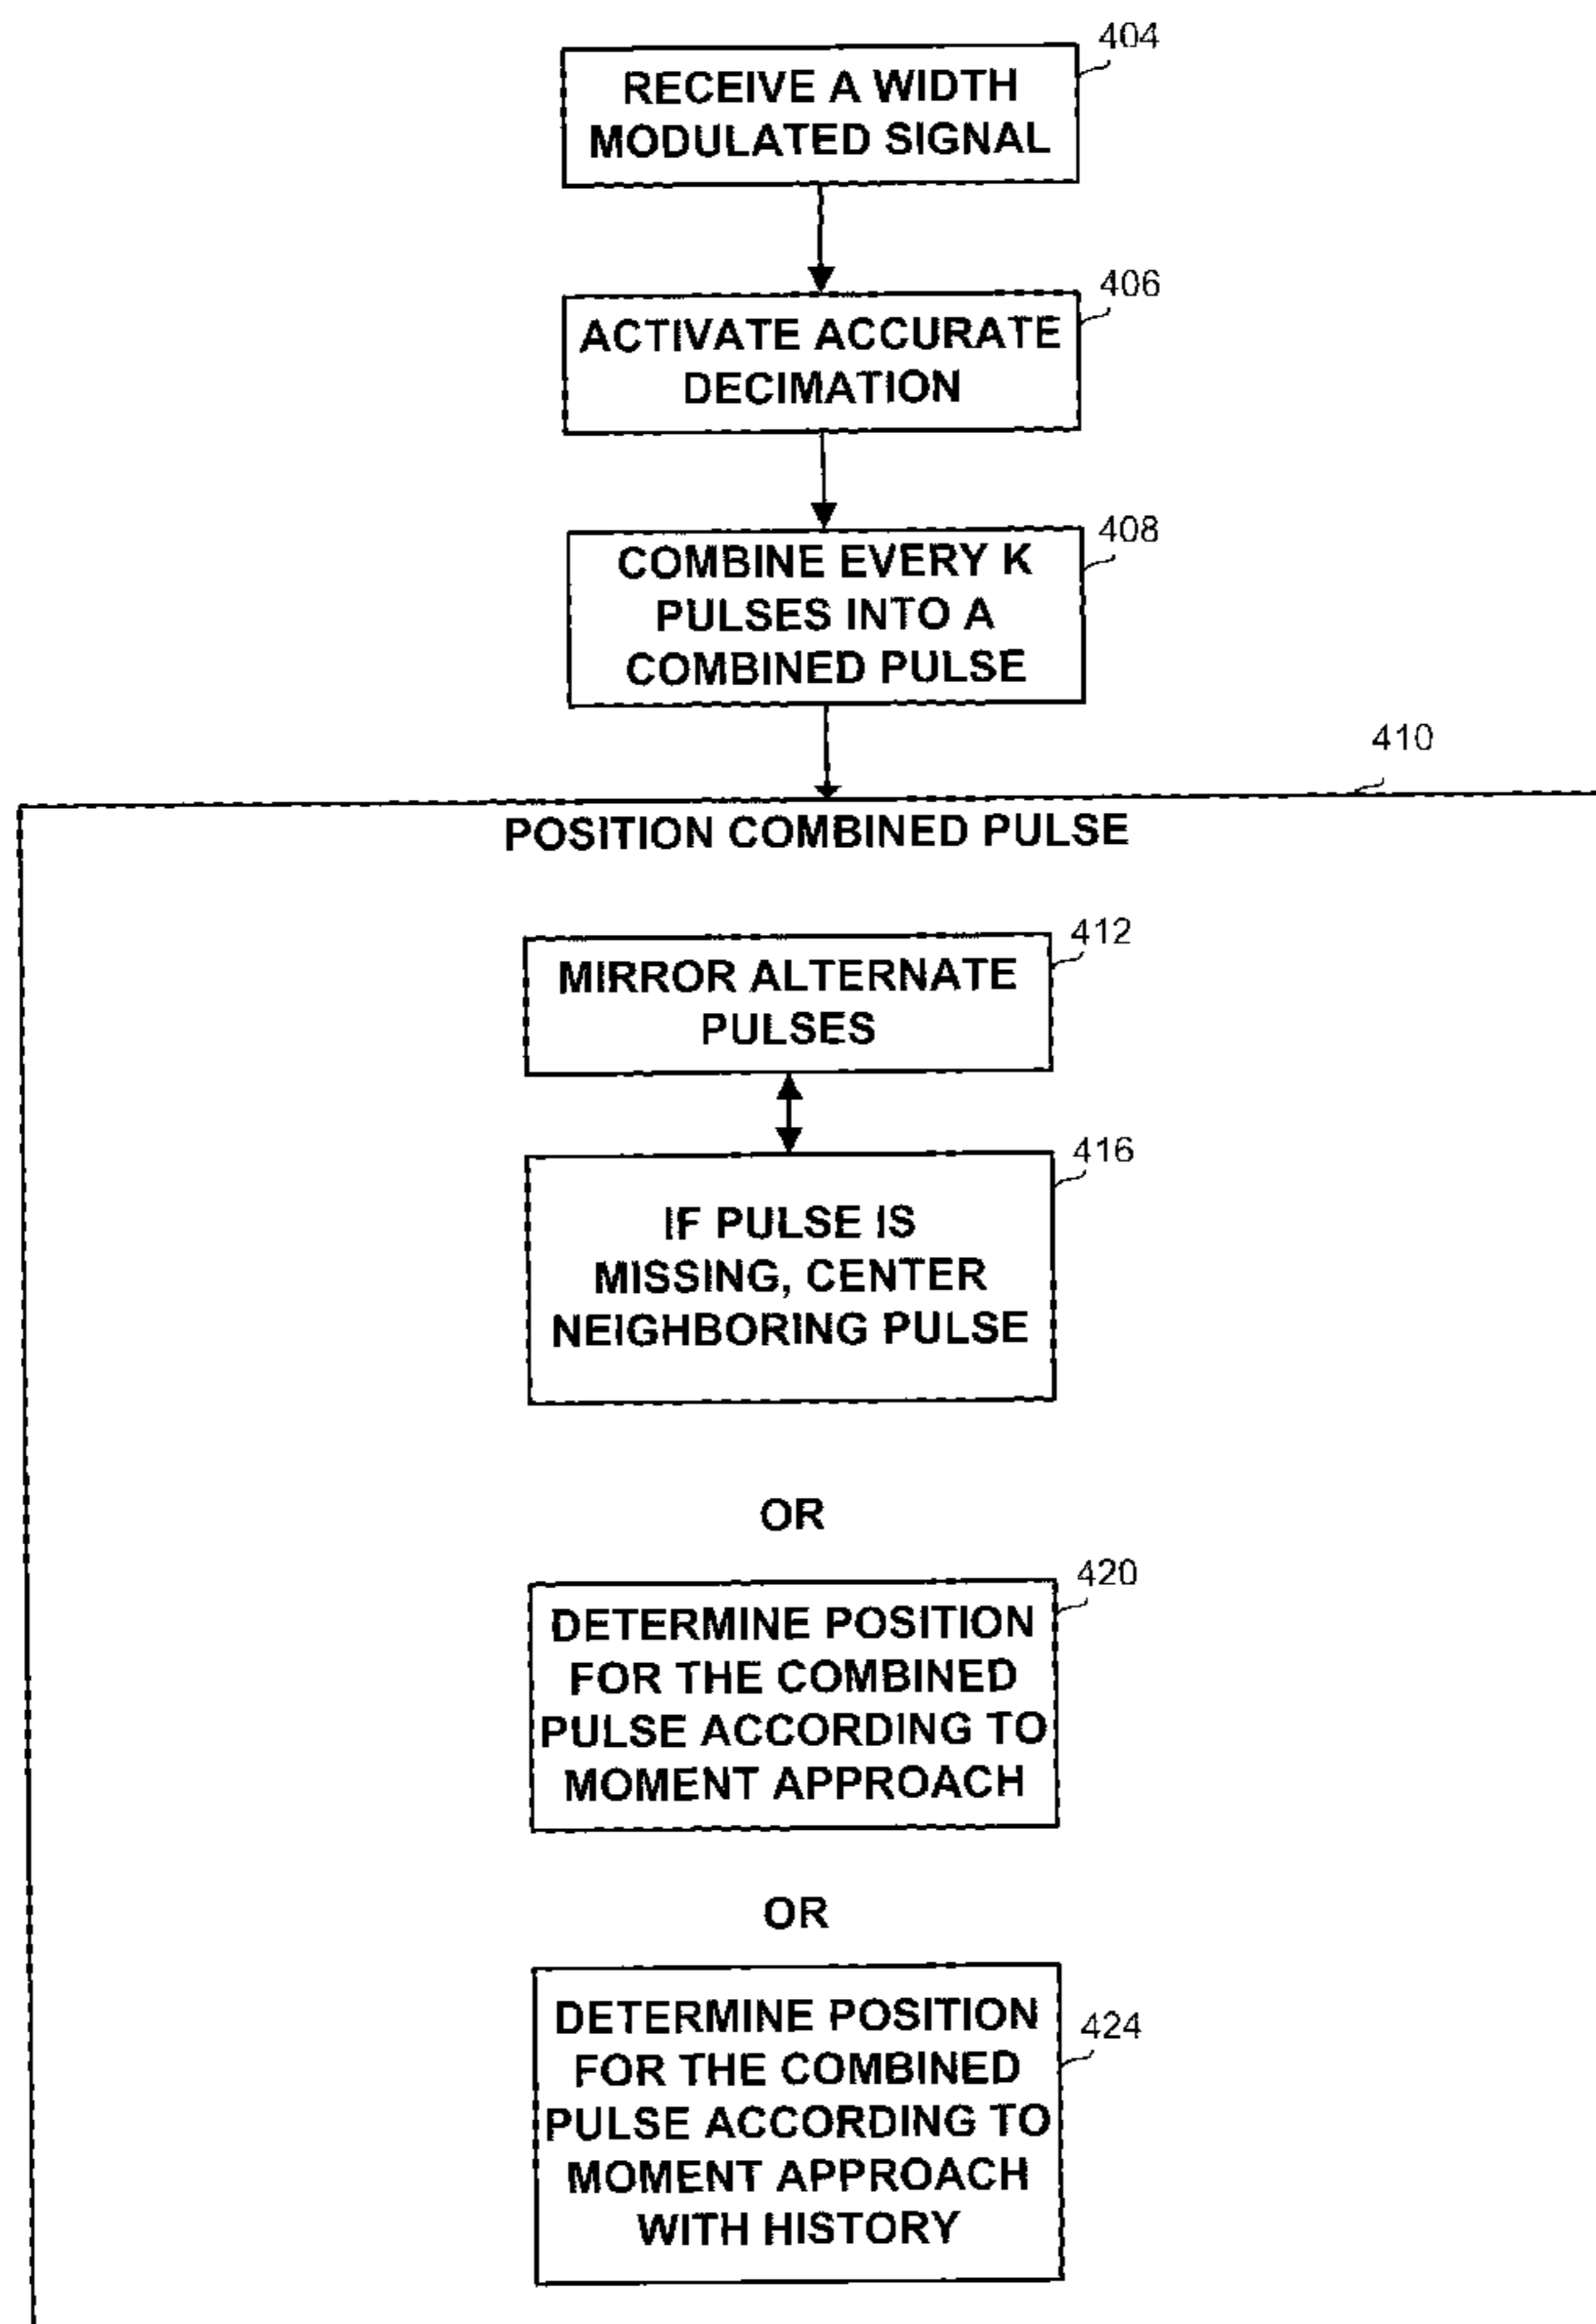 404
RECEIVE A WIDTH
MODULATED SIGNAL
406
ACTIVATE ACCURATE
DECIMATION
408
COMBINE EVERY K
PULSES INTO A
COMBINED PULSE
410
POSITION COMBINED PULSE
412
MIRROR ALTERNATE
PULSES
416
IF PULSE IS
MISSING, CENTER
NEIGHBORING PULSE
OR
420
DETERMINE POSITION
FOR THE COMBINED
PULSE ACCORDING TO
MOMENT APPROACH
OR
424
DETERMINE POSITION
FOR THE COMBINED
PULSE ACCORDING TO
MOMENT APPROACH
WITH HISTORY